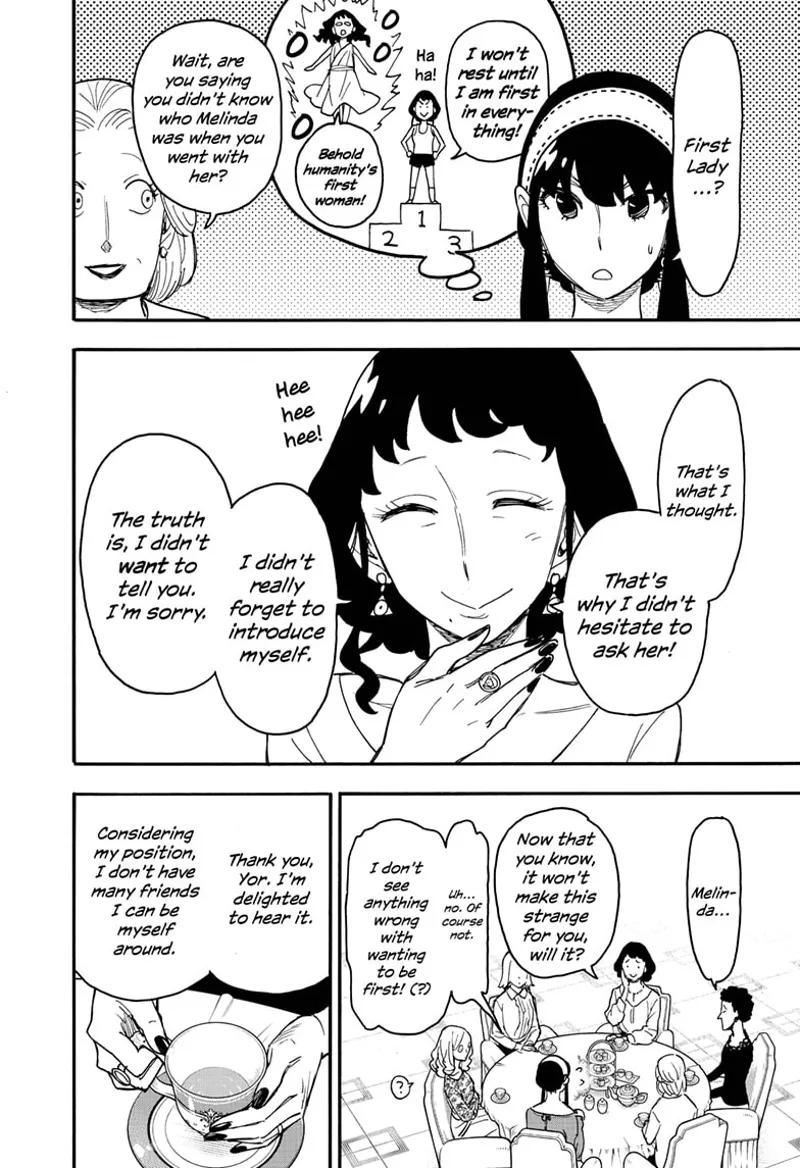 First
Lady
...?
I won't
rest until
I am first
in every-
thing!
Ha
ha!
Behold
humanity's
first
woman!
1
2
3
Wait, are
you saying
you didn't know
who Melinda
was when you
went with
her?
That's
what I
thought.
That's
why I didn't
hesitate to
ask her!
Hee
hee
hee!
I didn't
really
forget to
introduce
myself.
The truth
is, I didn't
want to
tell you.
I'm sorry.
Melin-
da...
Now that
you know,
it won't
make this
strange
for you,
will it?
Uh...
no. Of
course
not.
I don't
see
anything
wrong
with
wanting
to be
first! (?)
?
Thank you,
Yor. I'm
delighted
to hear it.
Considering
my position,
I don't have
many friends
I can be
myself
around.